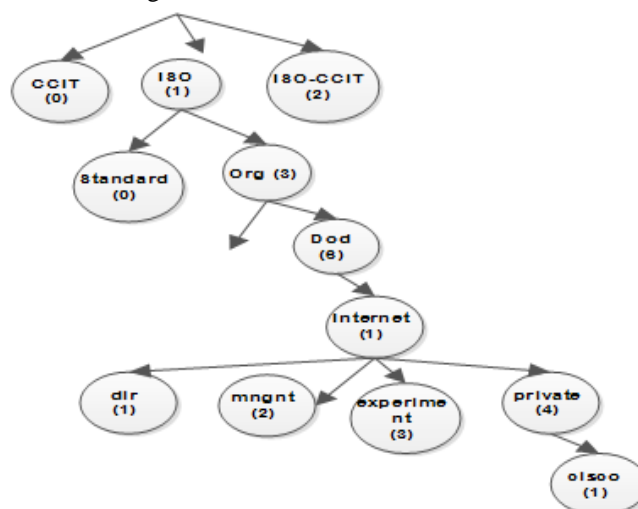 CCIT
(0)
ISO
(1)
ISO-CCIT
(2)
Standard
(0)
Org (3)
Dod
(6)
Internet
(1)
dir
(1)
mngnt
(2)
experime
nt
(3)
private
(4)
cisco
(1)